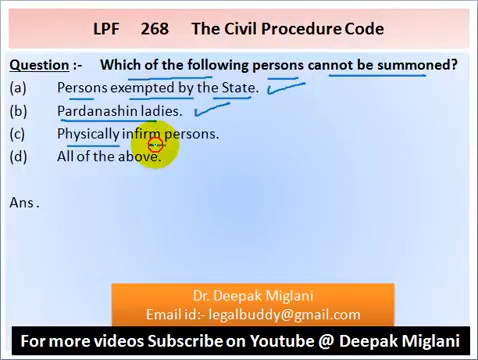 LPF 268 The Civil Procedure Code
Question :- Which of the following persons cannot be summoned?
(a) Persons exempted by the State.
(b) Pardanashin ladies.
(c) Physically infirm persons.
(d) All of the above.
Ans .
Dr. Deepak Miglani
Email id:- legalbuddy@gmail.com
For more videos Subscribe on Youtube @ Deepak Miglani